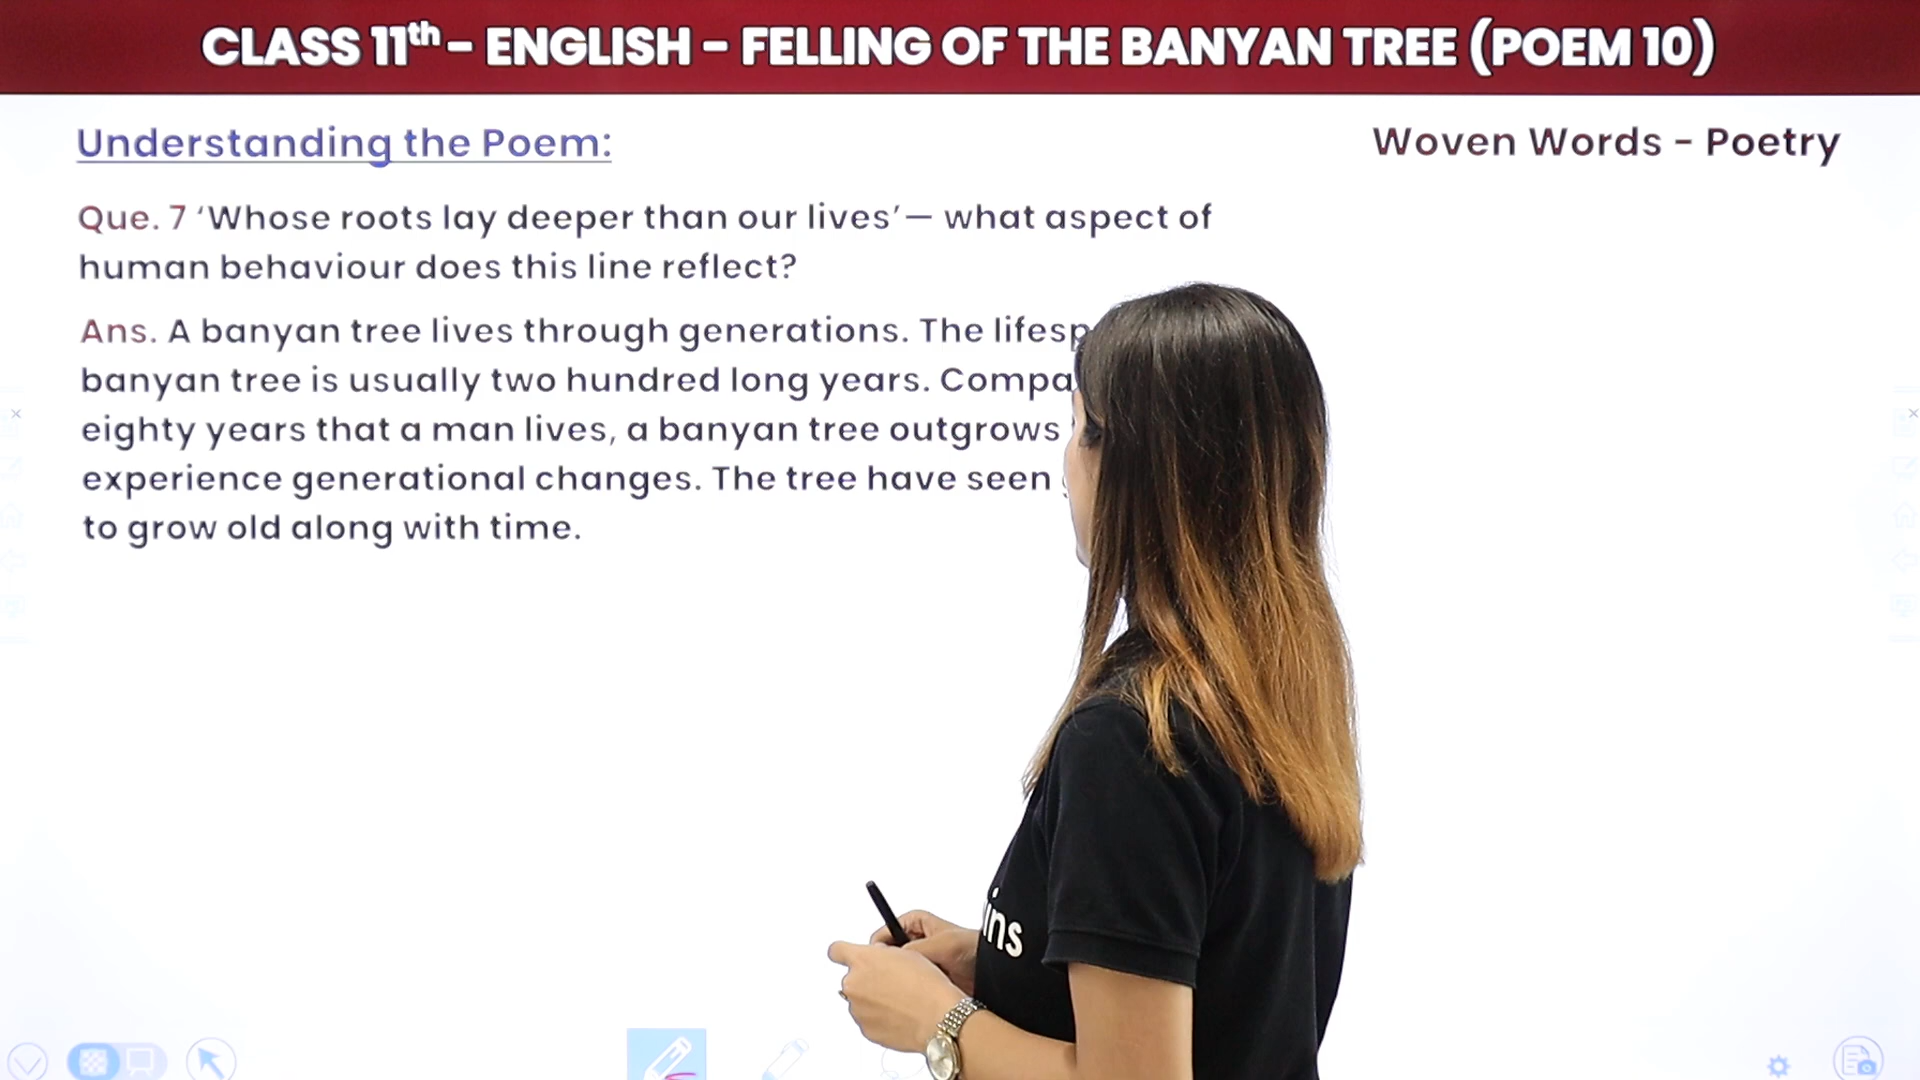 CLASS 11th – ENGLISH – FELLING OF THE BANYAN TREE (POEM 10)
Understanding the Poem:
Woven Words – Poetry
Que. 7 ‘Whose roots lay deeper than our lives’— what aspect of
human behaviour does this line reflect?
Ans. A banyan tree lives through generations. The
banyan tree is usually two hundred long years.
eighty years that a man lives, a banyan tree outgrows
experience generational changes. The tree have seen
to grow old along with time.